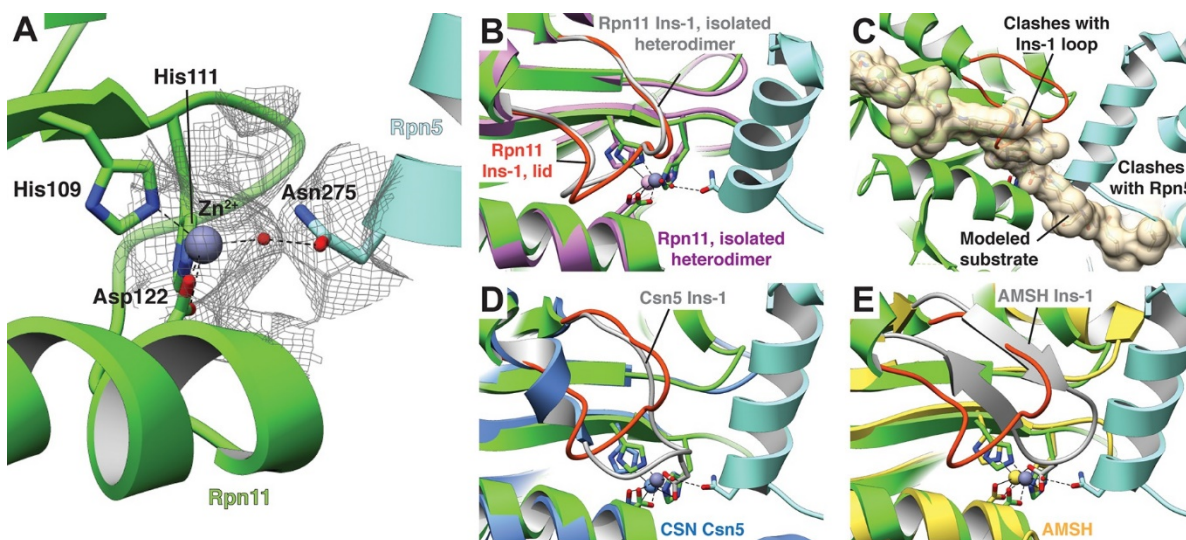 A
His111
Rpn5
His109
Zn2+
Asn275
Asp122
Rpn11
B
Rpn11 Ins-1, isolated
heterodimer
Rpn11
Ins-1, lid
Rpn11, isolated
heterodimer
C
Clashes with
Ins-1 loop
Clashes
with Rpn5
Modeled
substrate
D
Csn5 Ins-1
CSN Csn5
E
AMSH Ins-1
AMSH